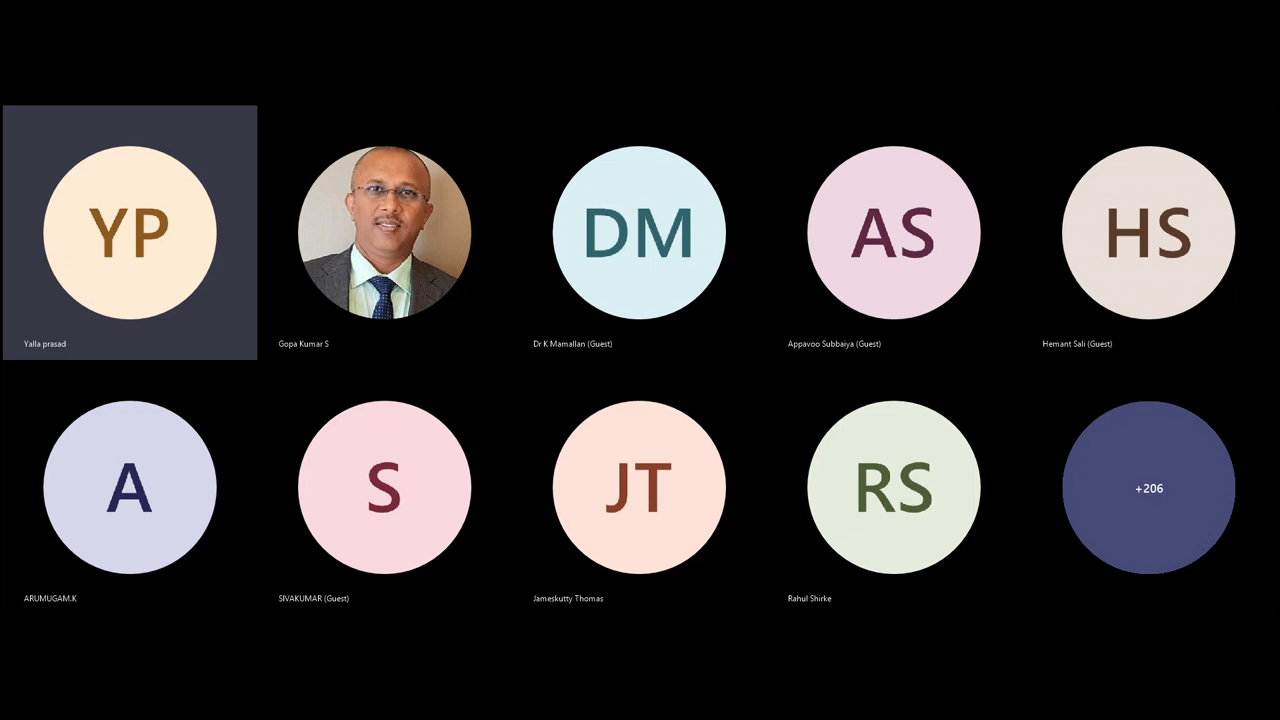 YP
DM
AS
HS
Yalla prasad
Gopa Kumar S
Dr K Mamallan (Guest)
Appavoo Subbaiya (Guest)
Hemant Sali (Guest)
A
S
JT
RS
+206
ARUMUGAM.K
SIVAKUMAR (Guest)
Jameskutty Thomas
Rahul Shirke